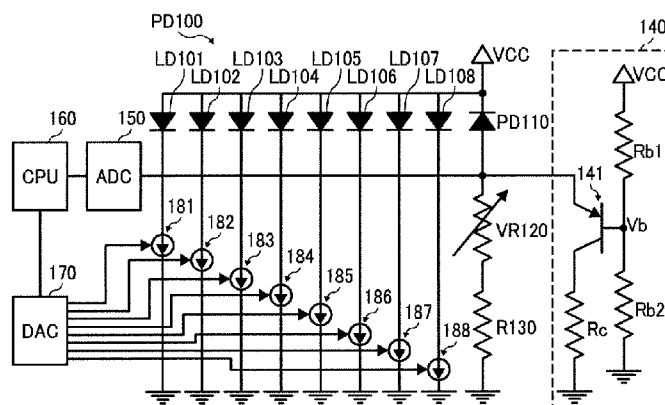 PD100
140
LD101 LD103 LD105 LD107
LD102 LD104 LD106 LD108
VCC
VCC
160 150
CPU ADC
PD110
Rb1
141
Vb
VR120
181
182
183
184
185
186
187
188
170
DAC
R130
Rc
Rb2